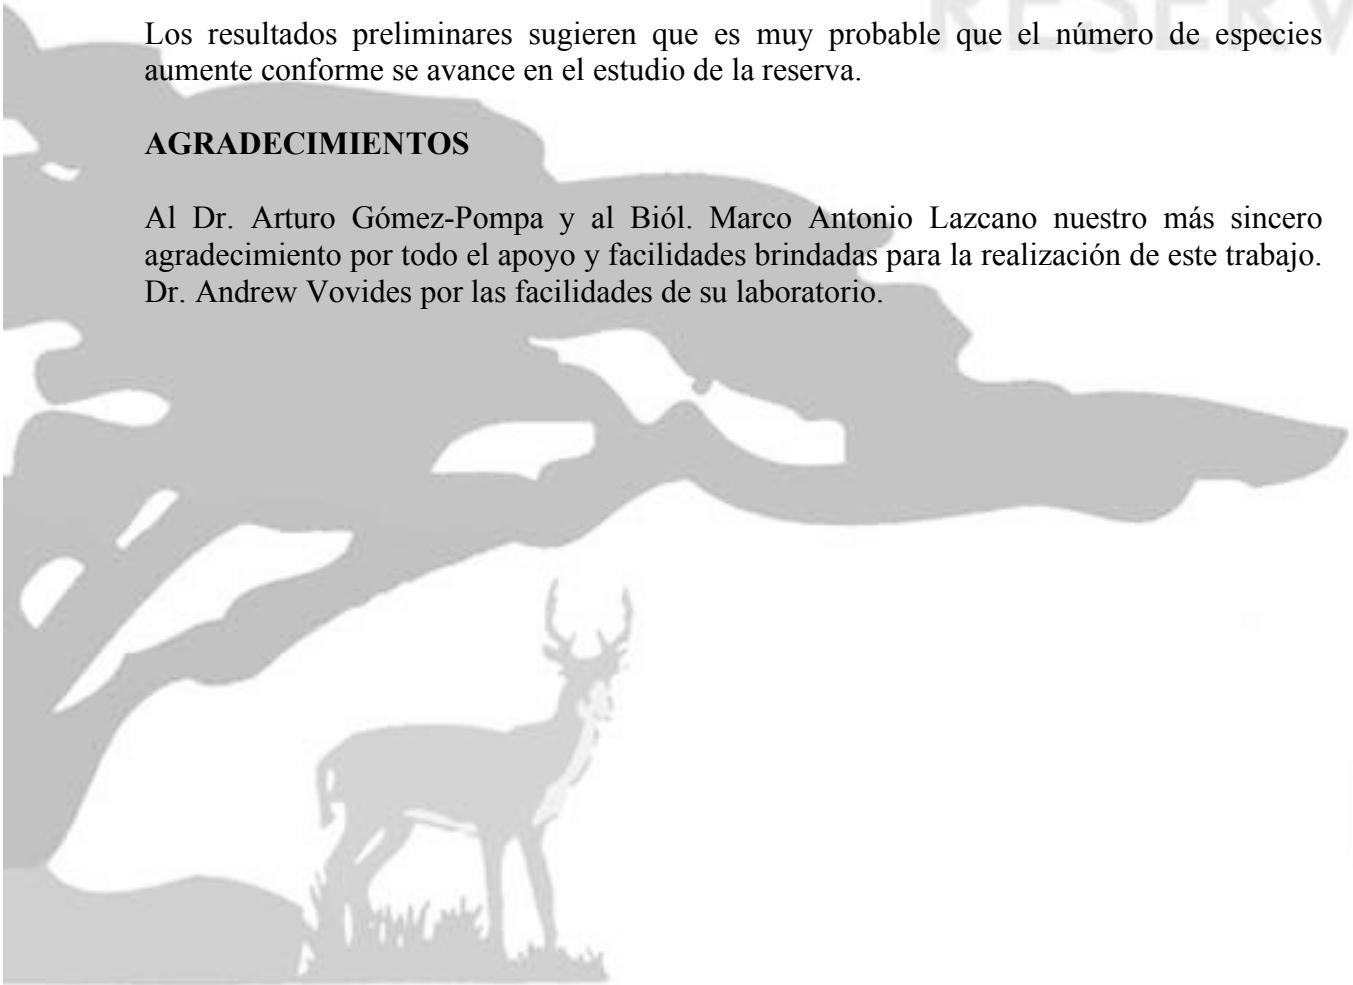 RESERV
Los resultados preliminares sugieren que es muy probable que el número de especies
aumente conforme se avance en el estudio de la reserva.
AGRADECIMIENTOS
Al Dr. Arturo Gómez-Pompa y al Biól. Marco Antonio Lazcano nuestro más sincero
agradecimiento por todo el apoyo y facilidades brindadas para la realización de este trabajo.
Dr. Andrew Vovides por las facilidades de su laboratorio.